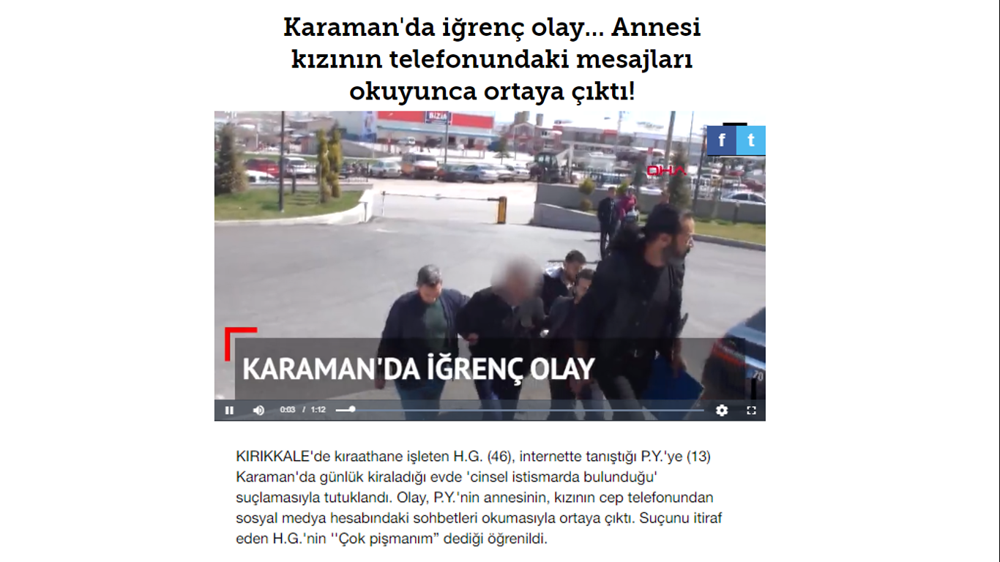 Karaman'da iğrenç olay... Annesi
kızının telefonundaki mesajları
okuyunca ortaya çıktı!
BİZİM
f t
DHA
KARAMAN'DA İĞRENÇ OLAY
70
0:03 / 1:12
KIRIKKALE'de kıraathane işleten H.G. (46), internette tanıştığı P.Y.'ye (13)
Karaman'da günlük kiraladığı evde 'cinsel istismarda bulunduğu'
suçlamasıyla tutuklandı. Olay, P.Y.'nin annesinin, kızının cep telefonundan
sosyal medya hesabındaki sohbetleri okumasıyla ortaya çıktı. Suçunu itiraf
eden H.G.'nin ''Çok pişmanım” dediği öğrenildi.